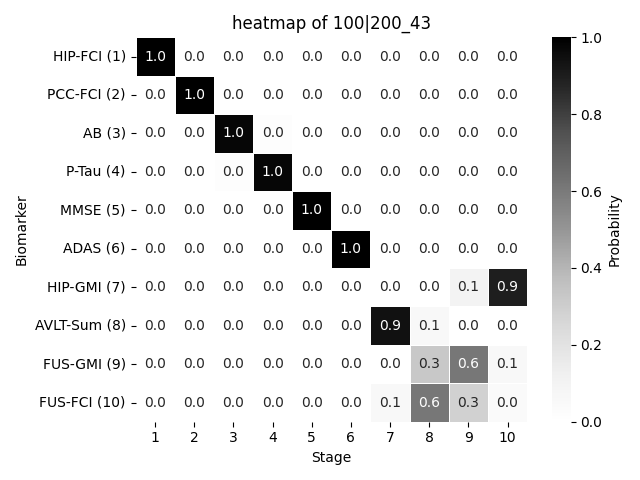 heatmap of 100|200_43
HIP-FCI (1) 1.0 0.0 0.0 0.0 0.0 0.0 0.0 0.0 0.0 0.0
PCC-FCI (2) 0.0 1.0 0.0 0.0 0.0 0.0 0.0 0.0 0.0 0.0
AB (3) 0.0 0.0 1.0 0.0 0.0 0.0 0.0 0.0 0.0 0.0
P-Tau (4) 0.0 0.0 0.0 1.0 0.0 0.0 0.0 0.0 0.0 0.0
MMSE (5) 0.0 0.0 0.0 0.0 1.0 0.0 0.0 0.0 0.0 0.0
ADAS (6) 0.0 0.0 0.0 0.0 0.0 1.0 0.0 0.0 0.0 0.0
HIP-GMI (7) 0.0 0.0 0.0 0.0 0.0 0.0 0.0 0.0 0.1 0.9
AVLT-Sum (8) 0.0 0.0 0.0 0.0 0.0 0.0 0.9 0.1 0.0 0.0
FUS-GMI (9) 0.0 0.0 0.0 0.0 0.0 0.0 0.0 0.3 0.6 0.1
FUS-FCI (10) 0.0 0.0 0.0 0.0 0.0 0.0 0.1 0.6 0.3 0.0
1 2 3 4 5 6 7 8 9 10
Stage
Biomarker
1.0
0.8
0.6
0.4
0.2
0.0
Probability